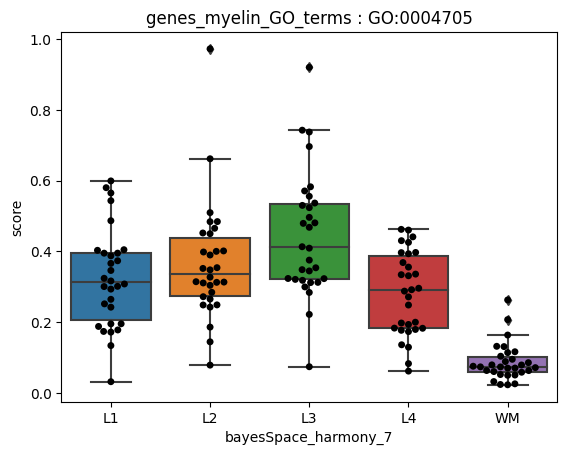 genes_myelin_GO_terms : GO:0004705
1.0
0.8
0.6
0.4
0.2
0.0
score
L1 L2 L3 L4 WM
bayesSpace_harmony_7